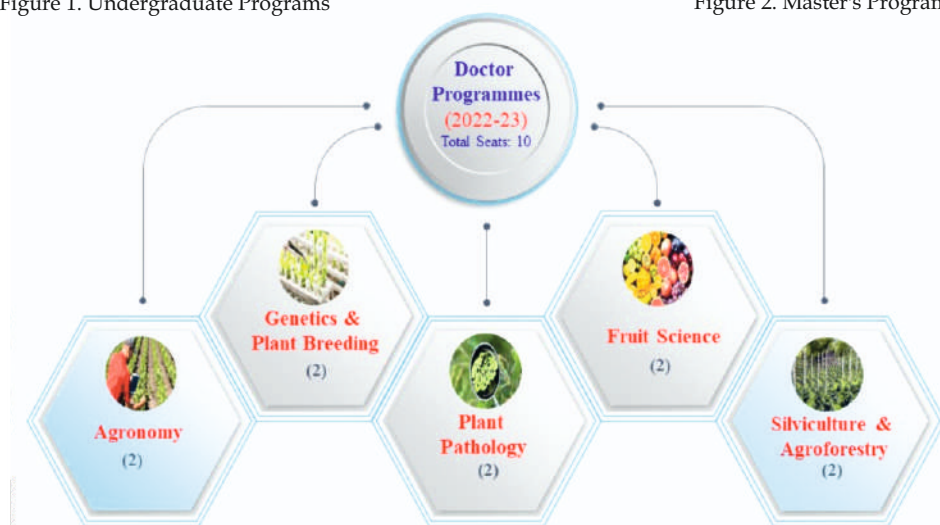 Figure 1. Undergraduate Programs
Figure 2. Master's Program
Doctor
Programmes
(2022-23)
Total Seats: 10
Agronomy
(2)
Genetics &
Plant Breeding
(2)
Plant
Pathology
(2)
Fruit Science
(2)
Silviculture &
Agroforestry
(2)